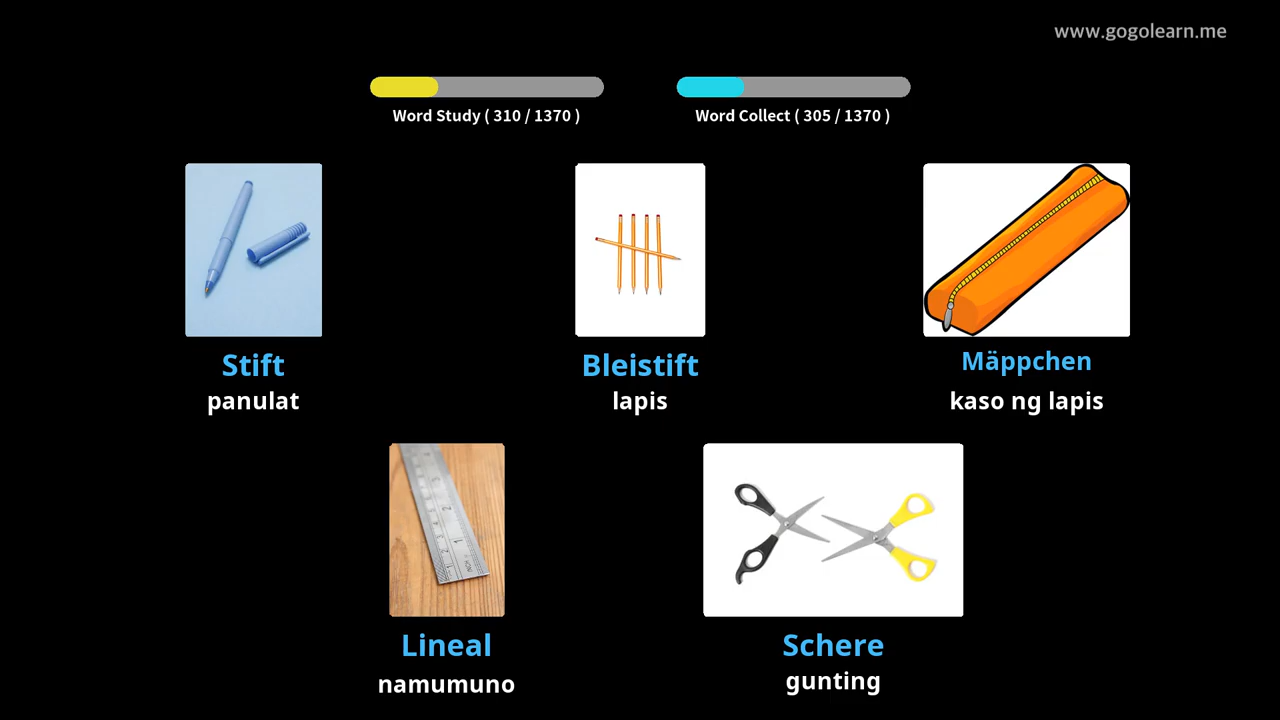 www.gogolearn.me
Word Study ( 310 / 1370 )
Word Collect ( 305 / 1370 )
Stift
Bleistift
Mäppchen
panulat
lapis
kaso ng lapis
Lineal
Schere
namumuno
gunting